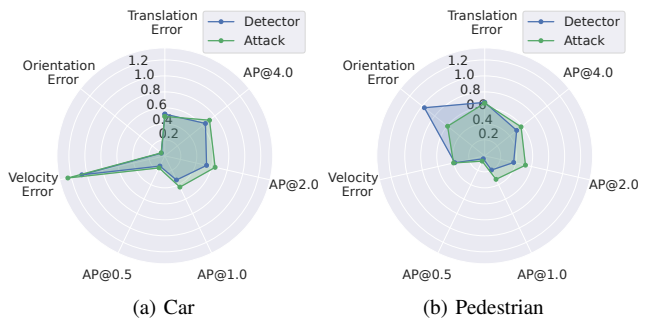 Translation
Error
Detector
Attack
AP@4.0
Orientation
Error
1.2
1.0
0.8
0.6
0.4
0.2
AP@2.0
Velocity
Error
AP@0.5
AP@1.0
(a) Car
Translation
Error
Detector
Attack
AP@4.0
Orientation
Error
1.2
1.0
0.8
0.6
0.4
0.2
AP@2.0
Velocity
Error
AP@0.5
AP@1.0
(b) Pedestrian